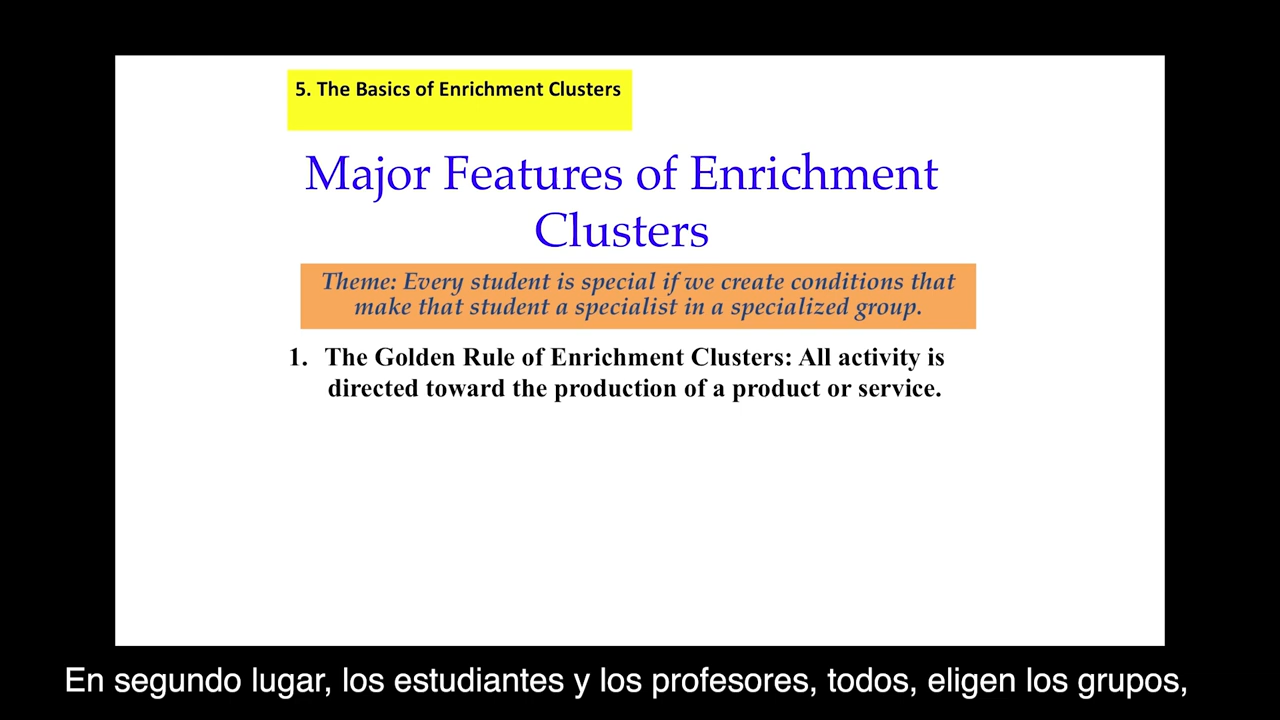 5. The Basics of Enrichment Clusters
Major Features of Enrichment
Clusters
Theme: Every student is special if we create conditions that
make that student a specialist in a specialized group.
1. The Golden Rule of Enrichment Clusters: All activity is
directed toward the production of a product or service.
En segundo lugar, los estudiantes y los profesores, todos, eligen los grupos,